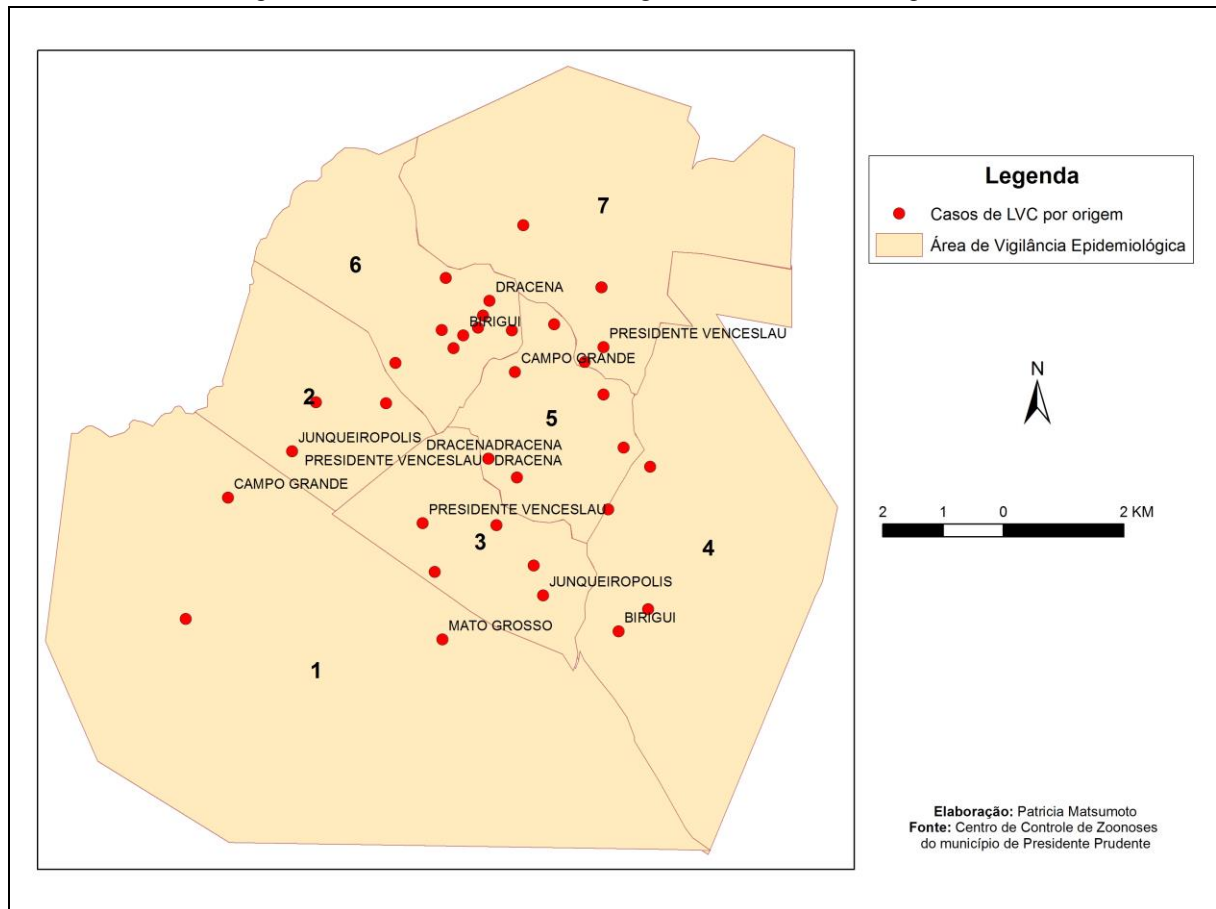 7
6
DRACENA
BIRIGUI
PRESIDENTE VENCESLAU
CAMPO GRANDE
2
5
JUNQUEIROPOLIS
DRACENADRACENA
PRESIDENTE VENCESLAU
DRACENA
CAMPO GRANDE
PRESIDENTE VENCESLAU
3
4
JUNQUEIROPOLIS
BIRIGUI
MATO GROSSO
1
Legenda
Casos de LVC por origem
Área de Vigilância Epidemiológica
N
2 1 0 2 KM
Elaboração: Patricia Matsumoto
Fonte: Centro de Controle de Zoonoses
do município de Presidente Prudente